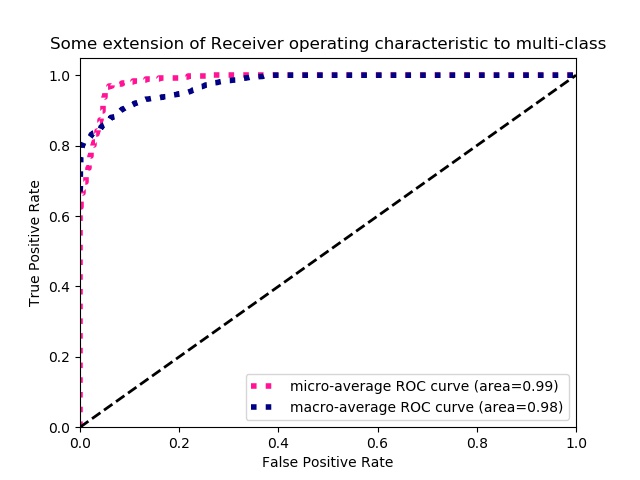 Some extension of Receiver operating characteristic to multi-class
True Positive Rate
1.0
0.8
0.6
0.4
0.2
0.0
micro-average ROC curve (area=0.99)
macro-average ROC curve (area=0.98)
0.0 0.2 0.4 0.6 0.8 1.0
False Positive Rate